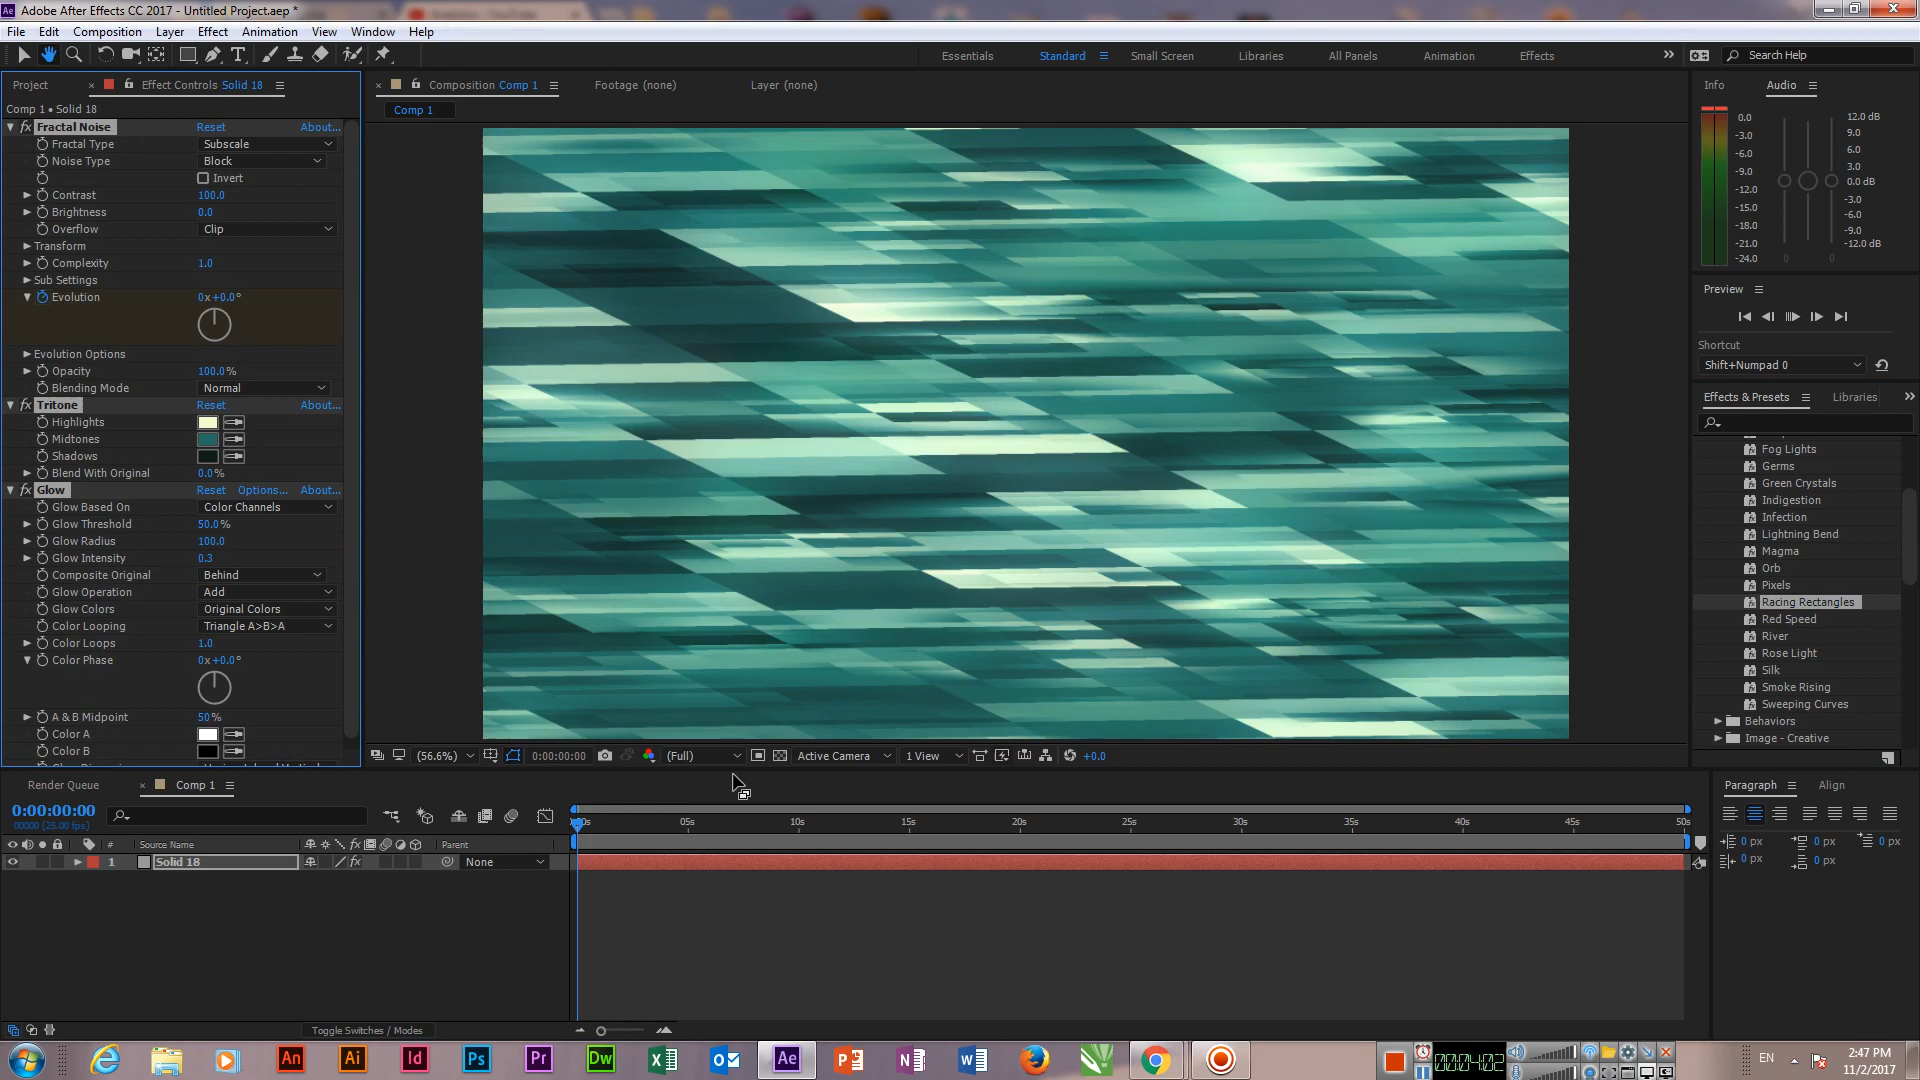 Adobe After Effects CC 2017 - Untitled Project.aep *
File Edit Composition Layer Effect Animation View Window Help
Essentials Standard Small Screen Libraries All Panels Animation Effects Search Help
Project Effect Controls Solid 18
Comp 1 • Solid 18
Composition Comp 1 Footage (none) Layer (none)
Comp 1
Fractal Noise Reset About...
Fractal Type Subscale
Noise Type Block
Invert
Contrast 100.0
Brightness 0.0
Overflow Clip
Transform
Complexity 1.0
Sub Settings
Evolution 0x+0.0°
Evolution Options
Opacity 100.0%
Blending Mode Normal
Tritone Reset About...
Highlights
Midtones
Shadows
Blend With Original 0.0%
Glow Reset Options... About...
Glow Based On Color Channels
Glow Threshold 50.0%
Glow Radius 100.0
Glow Intensity 0.3
Composite Original Behind
Glow Operation Add
Glow Colors Original Colors
Color Looping Triangle A>B>A
Color Loops 1.0
Color Phase 0x+0.0°
A & B Midpoint 50%
Color A
Color B
(56.6%) 0:00:00:00 (Full) Active Camera 1 View +0.0
Info Audio
0.0 12.0 dB
-3.0 9.0
-6.0 6.0
-9.0 3.0
-12.0 0.0 dB
-15.0 -3.0
-18.0 -6.0
-21.0 -9.0
-24.0 -12.0 dB
0 0
Preview
Shortcut
Shift+Numpad 0
Effects & Presets Libraries
Fog Lights
Germs
Green Crystals
Indigestion
Infection
Lightning Bend
Magma
Orb
Pixels
Racing Rectangles
Red Speed
River
Rose Light
Silk
Smoke Rising
Sweeping Curves
Behaviors
Image - Creative
Render Queue Comp 1
0:00:00:00
00000 (25.00 fps)
05s 10s 15s 20s 25s 30s 35s 40s 45s 50s
# Source Name Parent
1 Solid 18 None
Toggle Switches / Modes
Paragraph Align
0 px 0 px 0 px
0 px 0 px
An Ai Id Ps Pr Dw Ae
00:04:02
EN 2:47 PM
11/2/2017